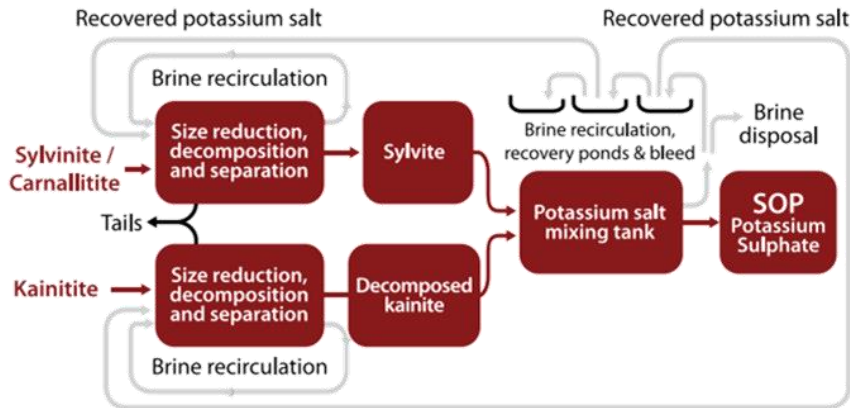 Recovered potassium salt
Recovered potassium salt
Brine recirculation
Size reduction,
decomposition
and separation
Sylvite
Brine recirculation,
recovery ponds & bleed
Brine
disposal
Sylvinite /
Carnallitite
Tails
Potassium salt
mixing tank
SOP
Potassium
Sulphate
Kainitite
Size reduction,
decomposition
and separation
Decomposed
kainite
Brine recirculation